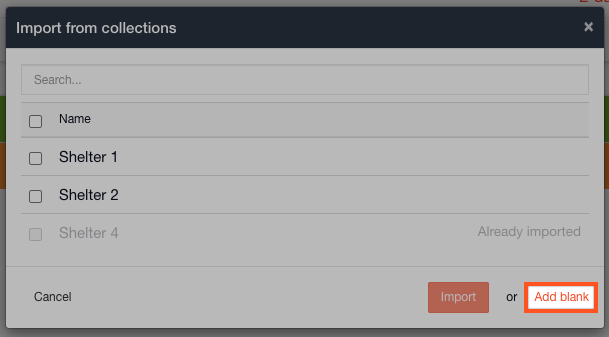 Import from collections ×
Search...
Name
Shelter 1
Shelter 2
Shelter 4 Already imported
Cancel Import or Add blank